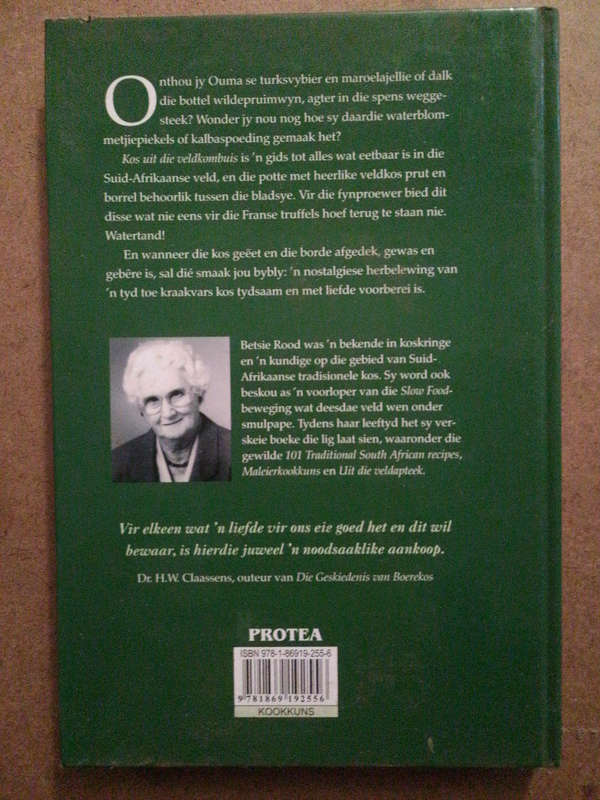 Onthou jy Ouma se turksvybier en maroelajellie of dalk
die bottel wildepruimwyn, agter in die spens wegge-
steek? Wonder jy nou nog hoe sy daardie waterblom-
metjiepiekels of kalbaspoeding gemaak het?
Kos uit die veldkombuis is 'n gids tot alles wat eetbaar is in die
Suid-Afrikaanse veld, en die potte met heerlike veldkos prut en
borrel behoorlik tussen die bladsye. Vir die fynproewer bied dit
disse wat nie eens vir die Franse truffels hoef terug te staan nie.
Watertand!
En wanneer die kos geëet en die borde afgedek, gewas en
gebêre is, sal dié smaak jou bybly: 'n nostalgiese herbelewing van
'n tyd toe kraakvars kos tydsaam en met liefde voorberei is.
Betsie Rood was 'n bekende in koskringe
en 'n kundige op die gebied van Suid-
Afrikaanse tradisionele kos. Sy word ook
beskou as 'n voorloper van die Slow Food-
beweging wat deesdae veld wen onder
smulpape. Tydens haar leeftyd het sy ver-
skeie boeke die lig laat sien, waaronder die
gewilde 101 Traditional South African recipes,
Maleierkookkuns en Uit die veldapteek.
Vir elkeen wat 'n liefde vir ons eie goed het en dit wil
bewaar, is hierdie juweel 'n noodsaaklike aankoop.
Dr. H.W. Claassens, outeur van Die Geskiedenis van Boerekos
PROTEA
ISBN 978-1-86919-255-6
9 781869 192556
KOOKKUNS